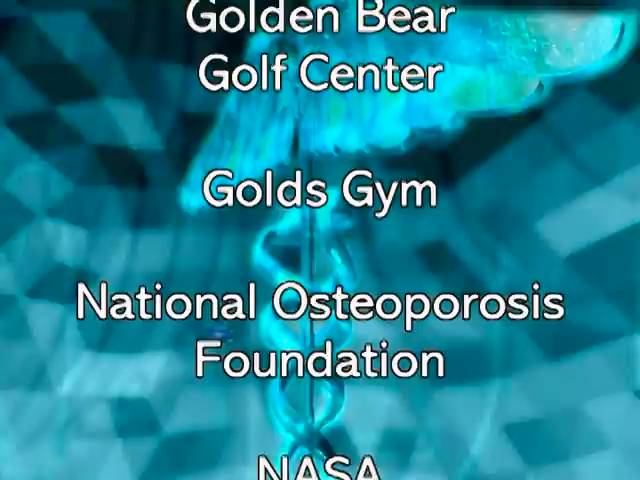 Golden Bear
Golf Center
Golds Gym
National Osteoporosis
Foundation
NASA